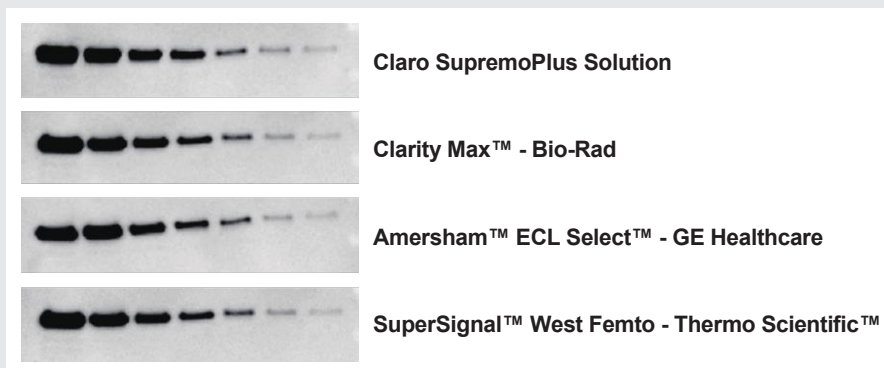 Claro SupremoPlus Solution
Clarity Max™ - Bio-Rad
Amersham™ ECL Select™ - GE Healthcare
SuperSignal™ West Femto - Thermo Scientific™